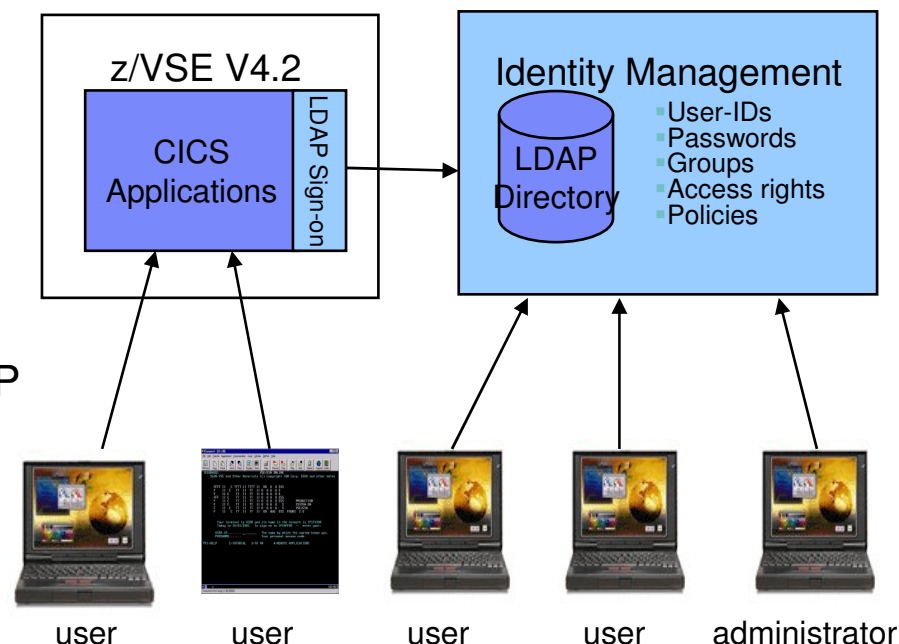 z/VSE V4.2
CICS
Applications
LDAP Sign-on
Identity Management
LDAP
Directory
User-IDs
Passwords
Groups
Access rights
Policies
P
user
user
user
user
administrator